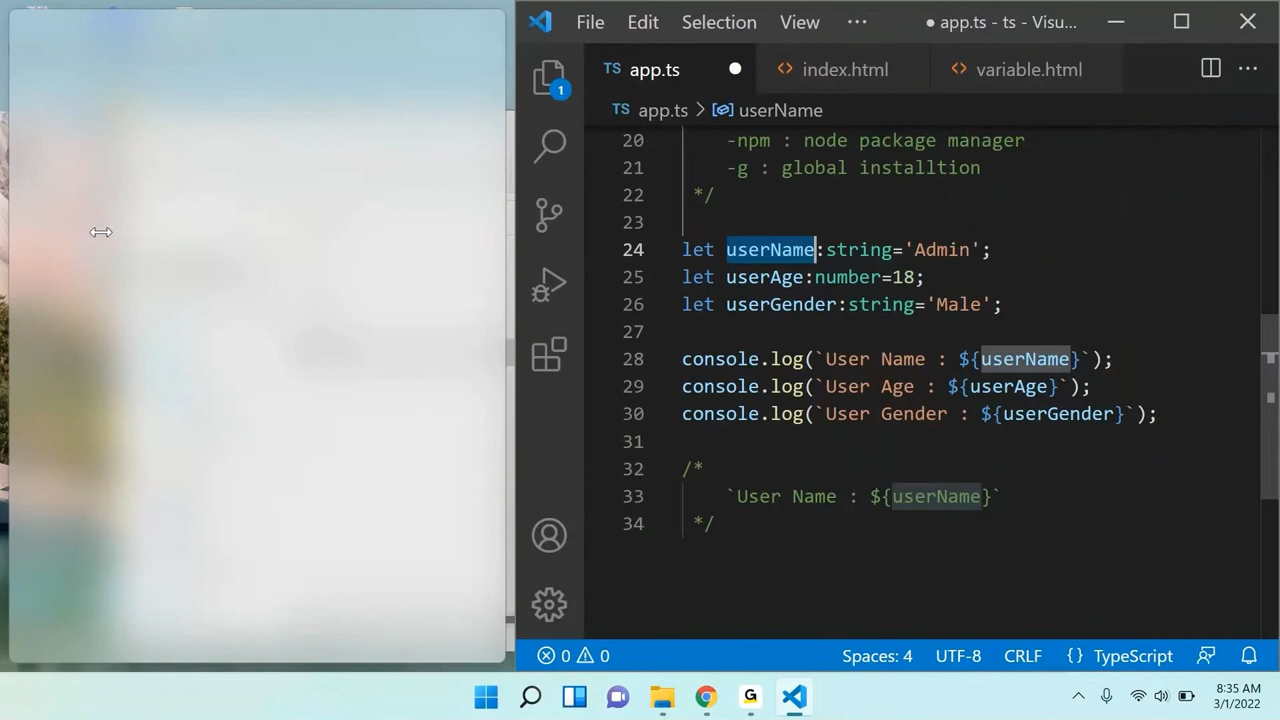 File Edit Selection View ··· ● app.ts - ts - Visu...
TS app.ts ● <> index.html <> variable.html ···
TS app.ts > userName
1
20 -npm : node package manager
21 -g : global installtion
22 */
23
24 let userName:string='Admin';
25 let userAge:number=18;
26 let userGender:string='Male';
27
28 console.log(`User Name : ${userName}`);
29 console.log(`User Age : ${userAge}`);
30 console.log(`User Gender : ${userGender}`);
31
32 /*
33 `User Name : ${userName}`
34 */
0 0 Spaces: 4 UTF-8 CRLF {} TypeScript
G
8:35 AM
3/1/2022